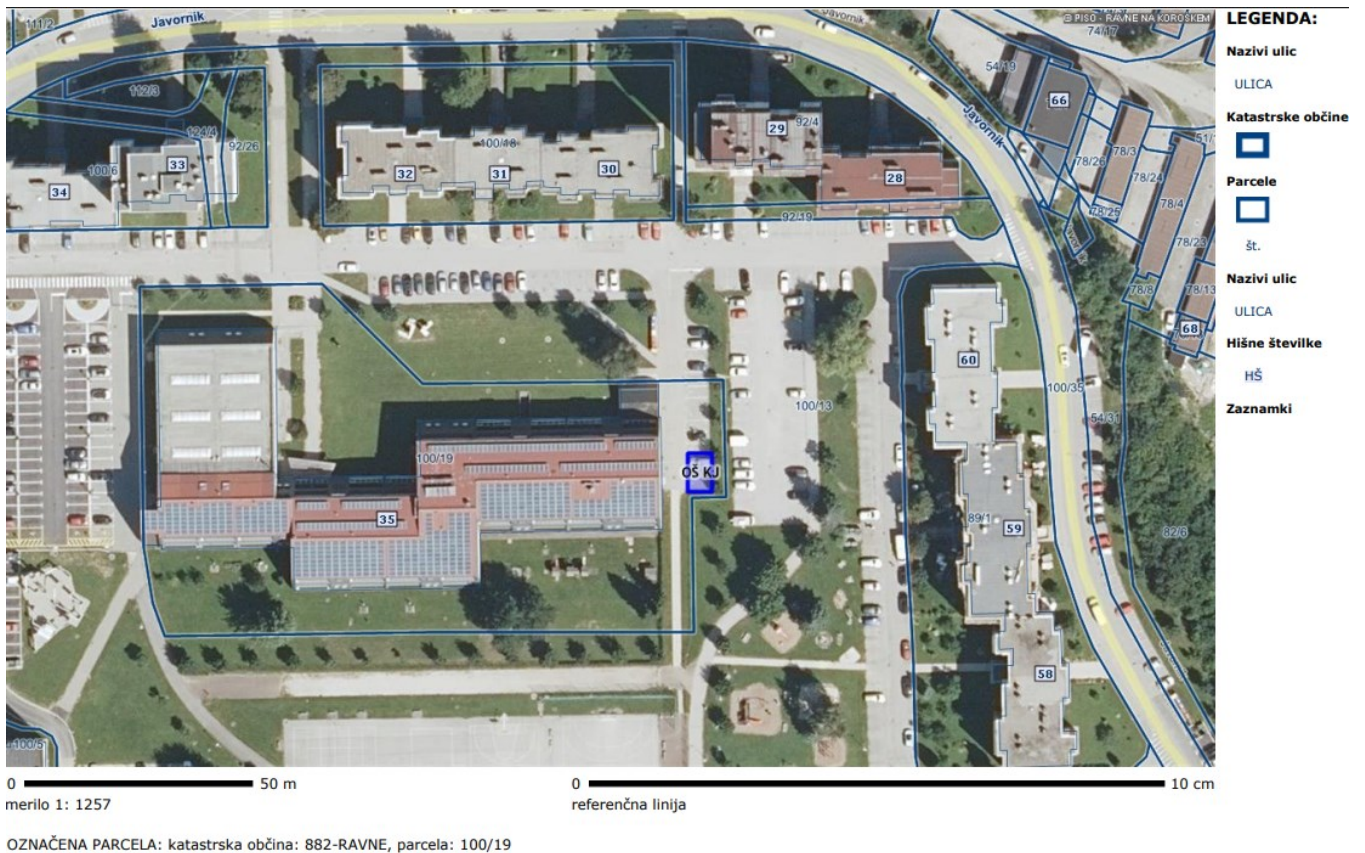 111/2
Javornik
Javornik
© PISO - RAVNE NA KOROŠKEM
74/17
54/19
66
112/3
124/4
92/26
33
34
100/6
100/18
32
31
30
29
92/4
28
92/19
Javornik
78/26
78/3
78/24
78/25
78/4
78/23
78/8
78/13
68
60
100/35
54/31
100/13
100/19
OŠ KJ
35
89/1
59
82/6
58
100/5
LEGENDA:
Nazivi ulic
ULICA
Katastrske občine
Parcele
št.
Nazivi ulic
ULICA
Hišne številke
HŠ
Zaznamki
0 50 m
merilo 1: 1257
0 10 cm
referenčna linija
OZNAČENA PARCELA: katastrska občina: 882-RAVNE, parcela: 100/19